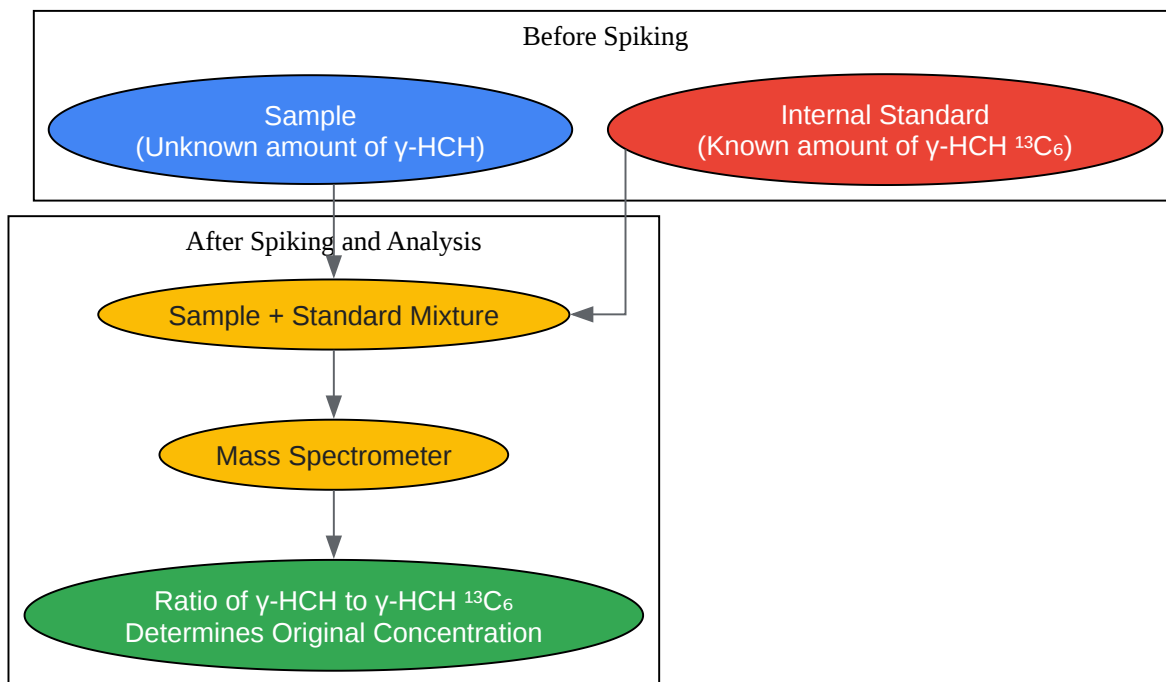 Before Spiking
Sample
(Unknown amount of γ-HCH)
Internal Standard
(Known amount of γ-HCH ¹³C₆)
After Spiking and Analysis
Sample + Standard Mixture
Mass Spectrometer
Ratio of γ-HCH to γ-HCH ¹³C₆
Determines Original Concentration